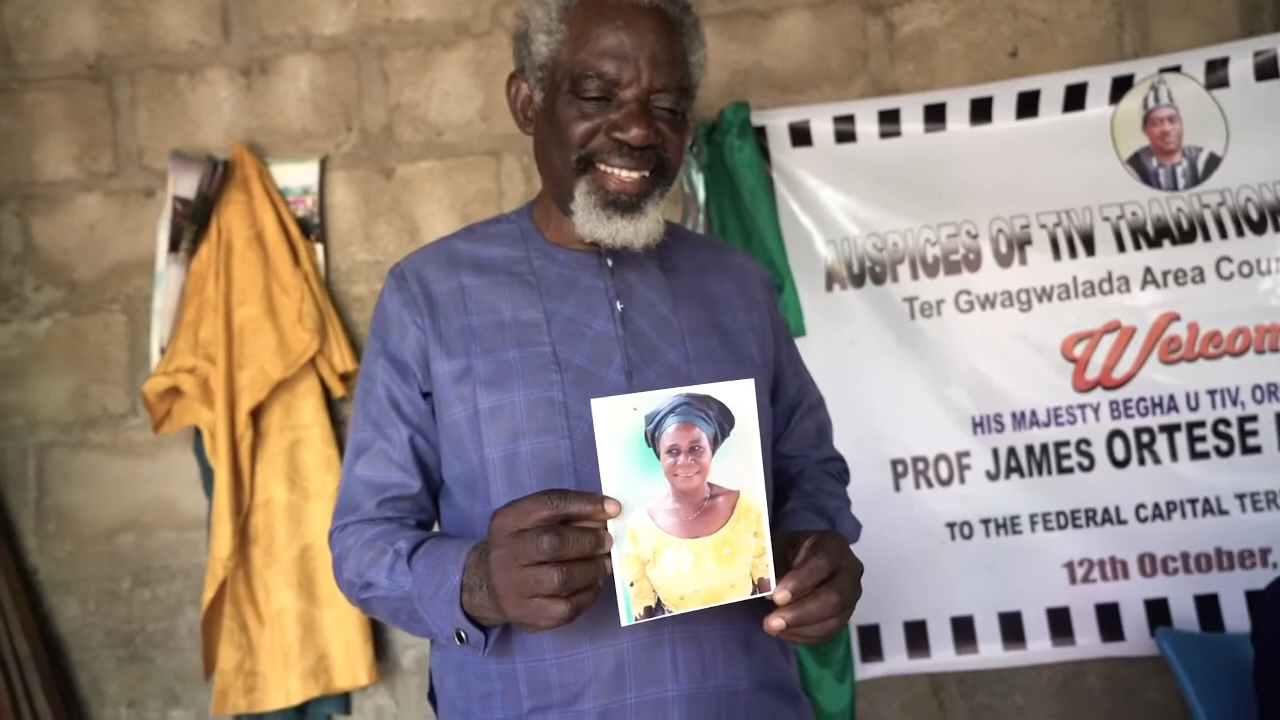 AUSPICES OF TIV TRADITION
Ter Gwagwalada Area Coun
Welcom
HIS MAJESTY BEGHA U TIV, OR
PROF JAMES ORTESE
TO THE FEDERAL CAPITAL TER
12th October,